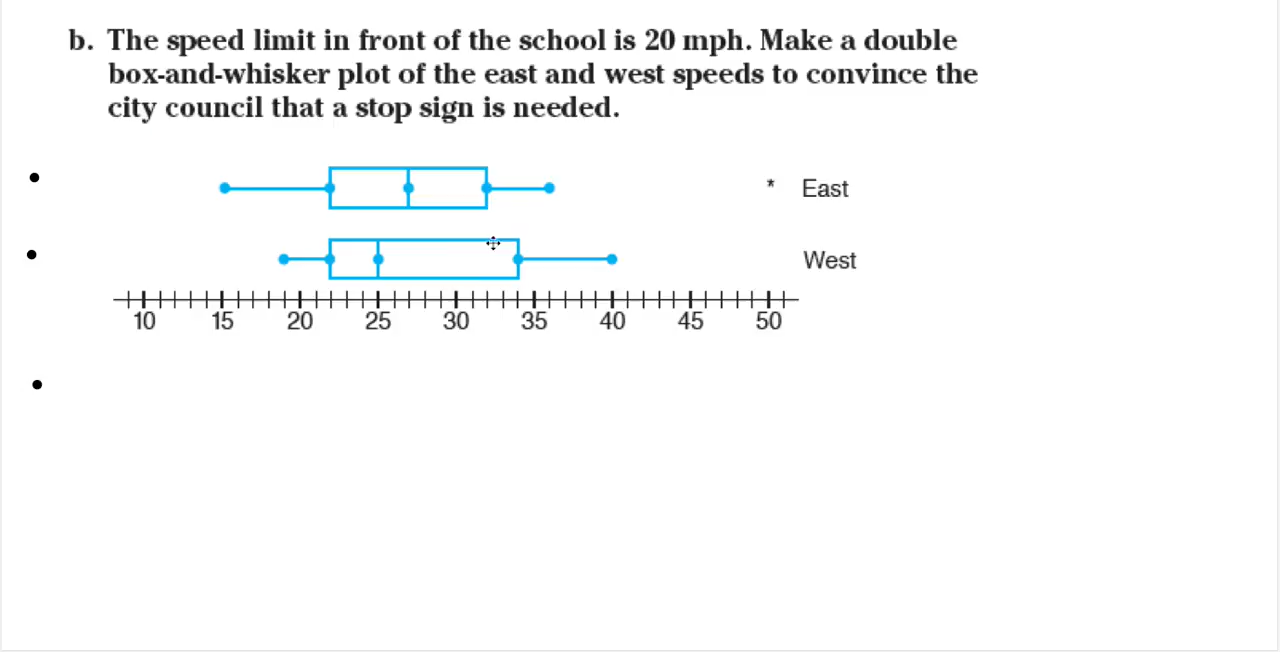 b. The speed limit in front of the school is 20 mph. Make a double
box-and-whisker plot of the east and west speeds to convince the
city council that a stop sign is needed.
* East
West
10 15 20 25 30 35 40 45 50